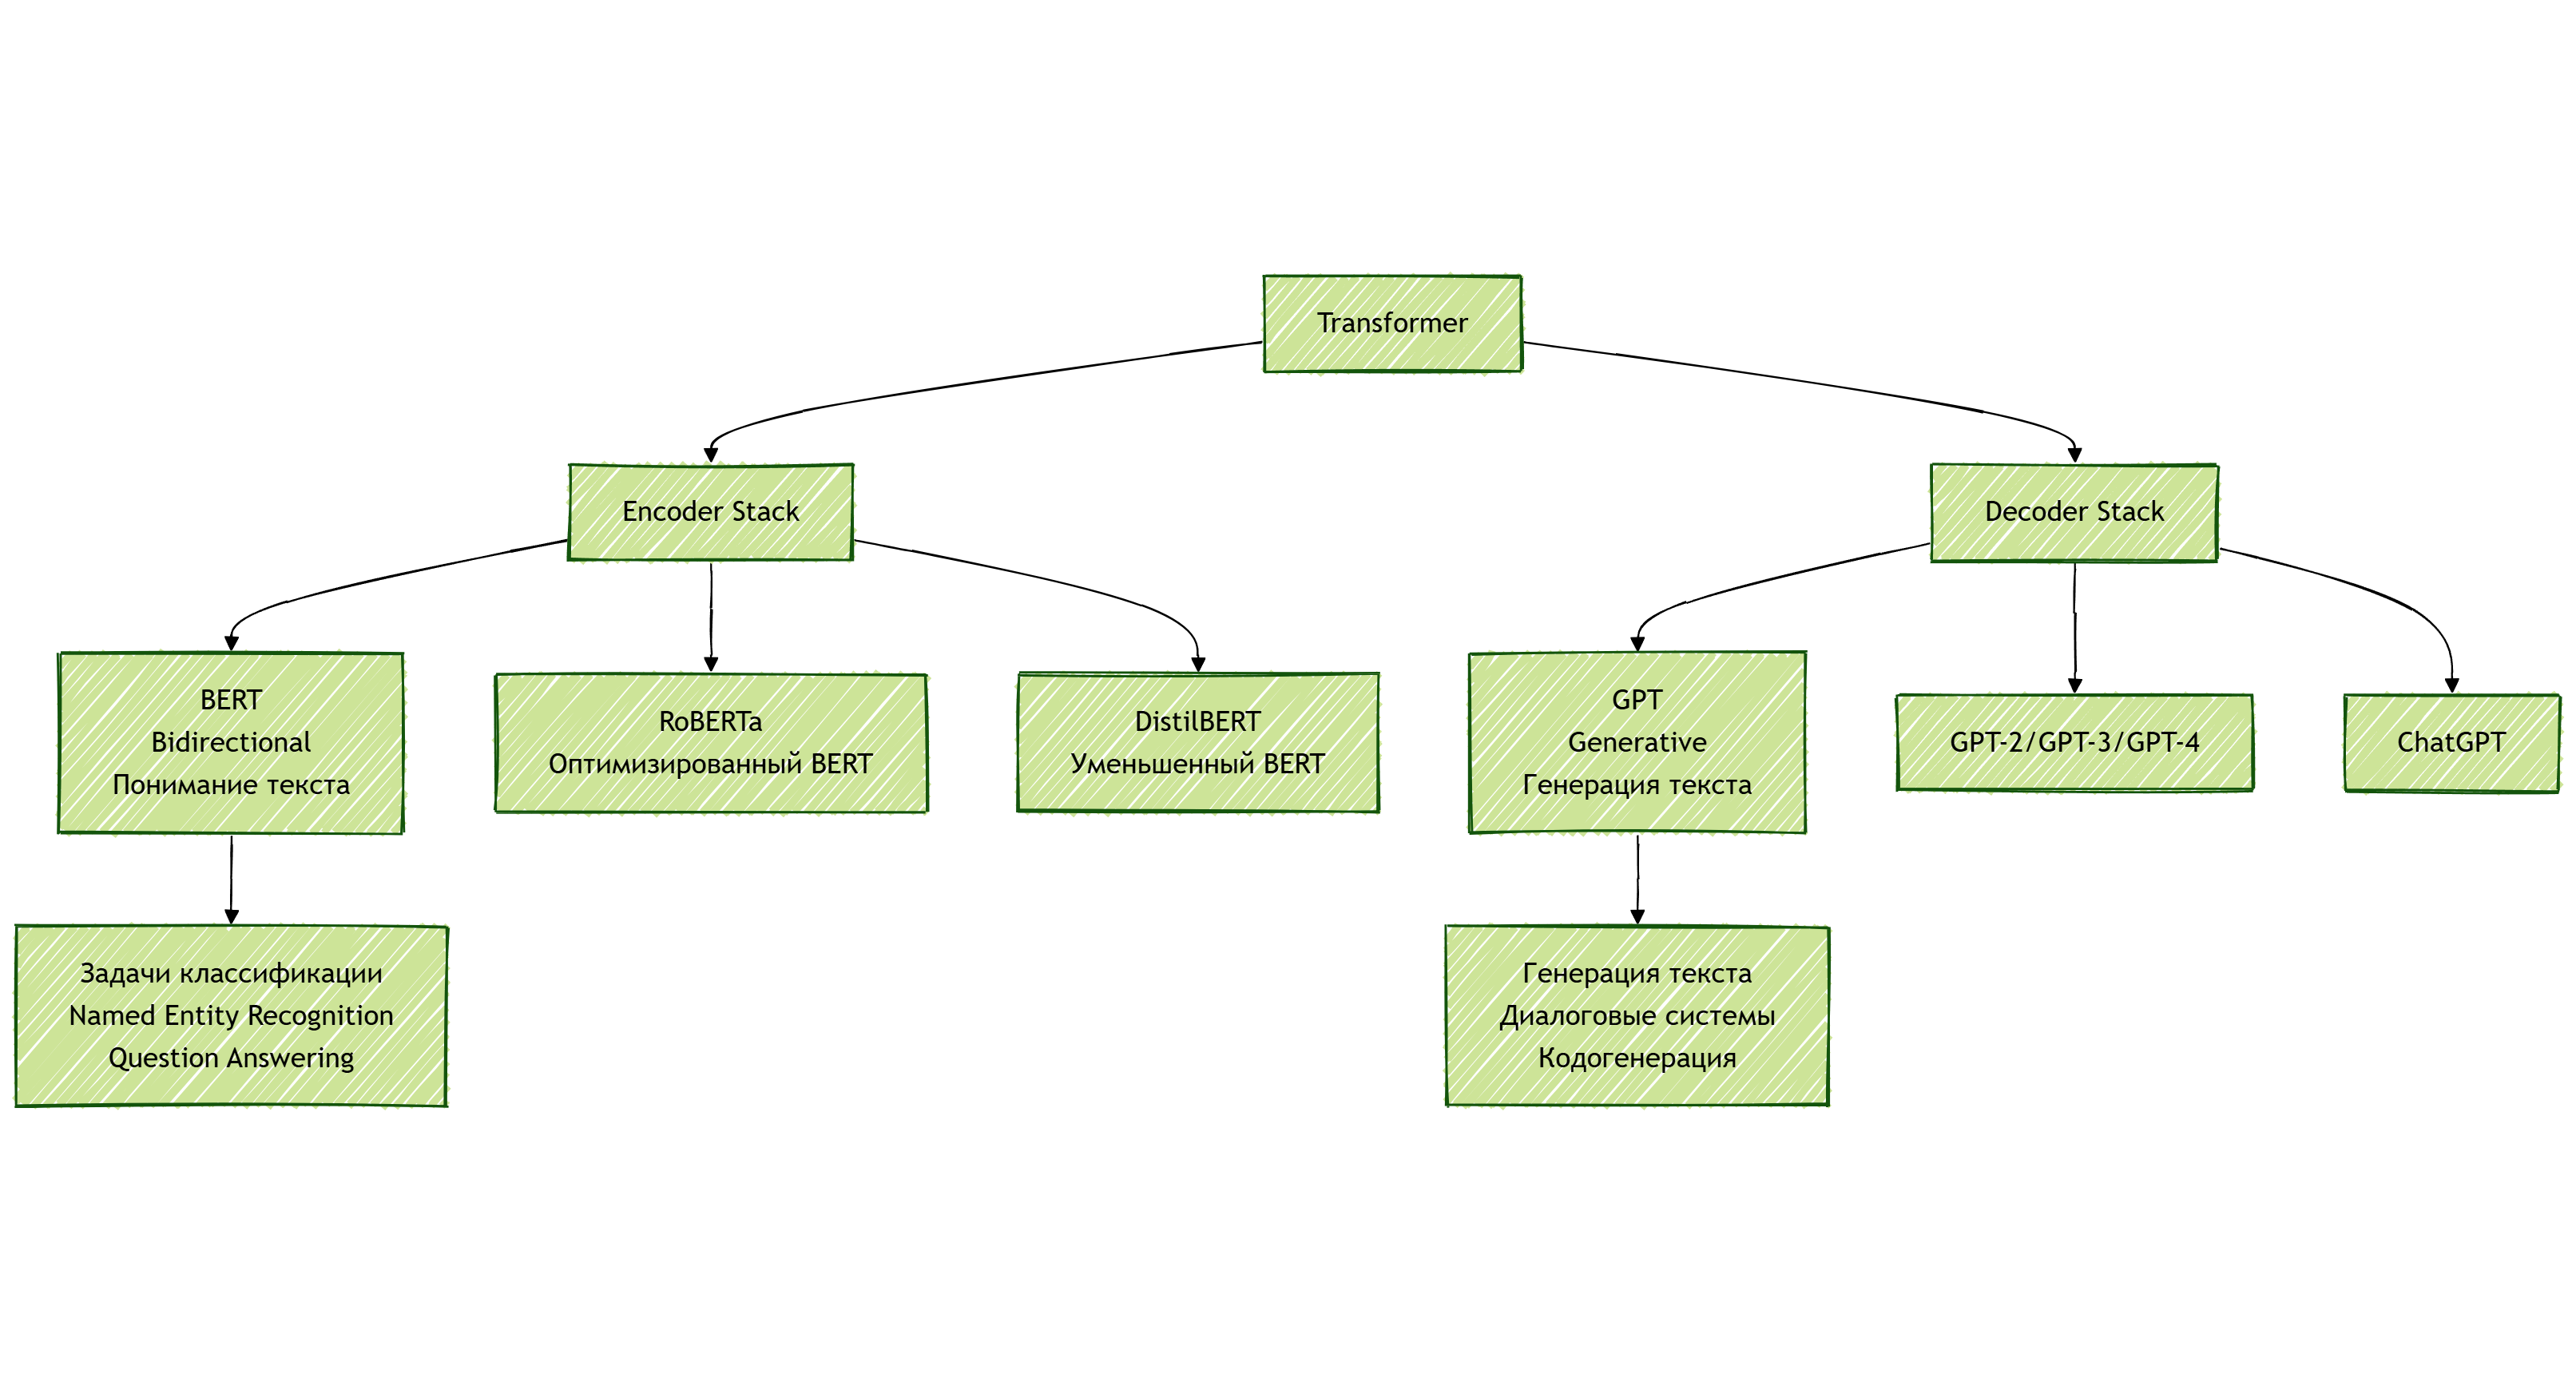 Transformer
Encoder Stack
Decoder Stack
BERT
Bidirectional
Понимание текста
RoBERTa
Оптимизированный BERT
DistilBERT
Уменьшенный BERT
GPT
Generative
Генерация текста
GPT-2/GPT-3/GPT-4
ChatGPT
Задачи классификации
Named Entity Recognition
Question Answering
Генерация текста
Диалоговые системы
Кодогенерация